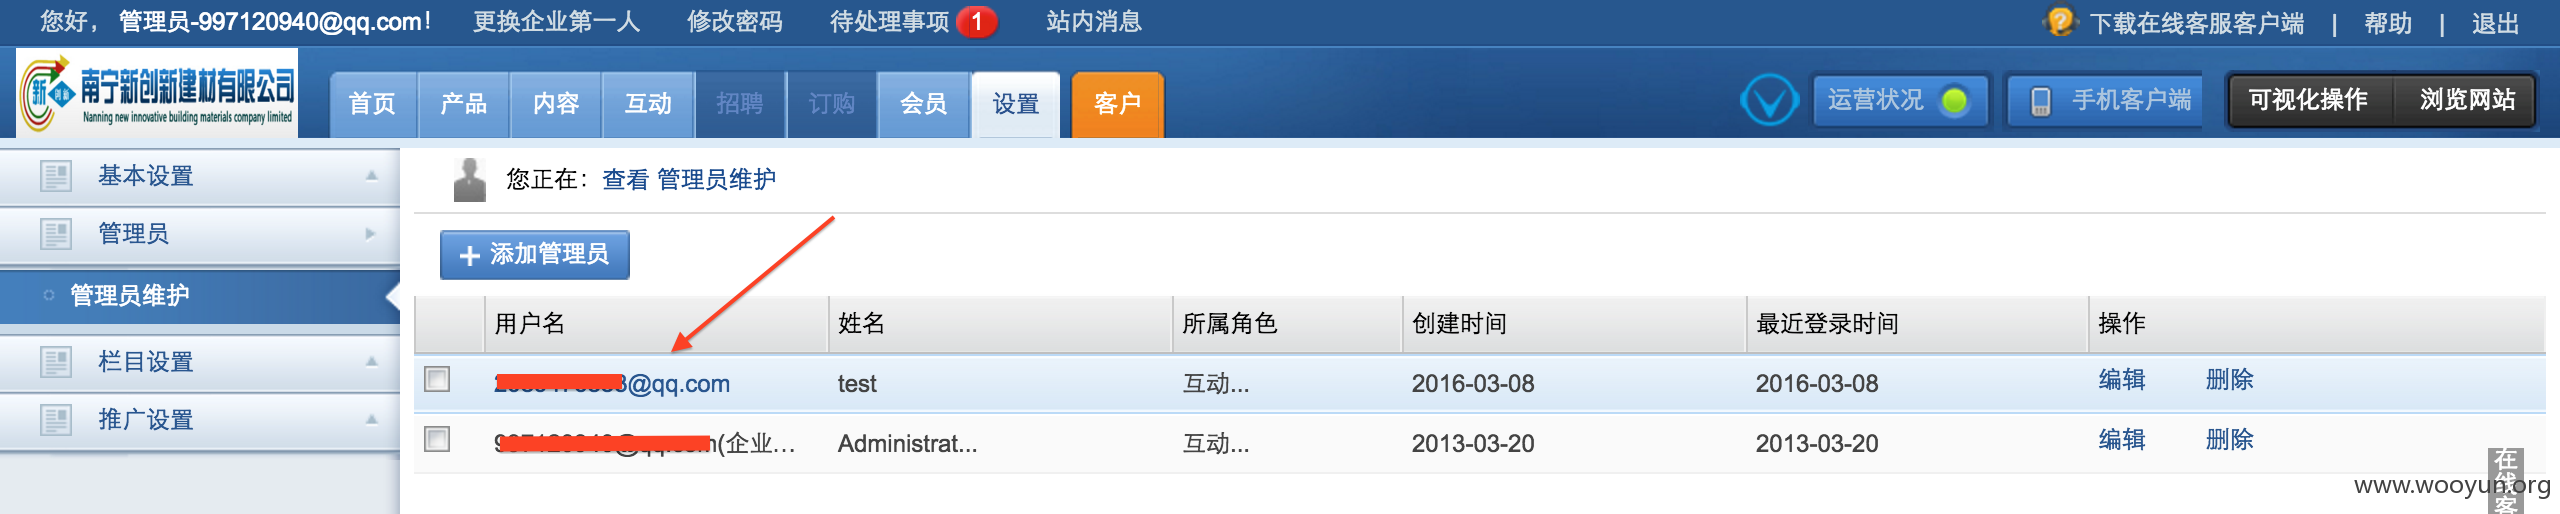 您好，管理员-997120940@qq.com！ 更换企业第一人 修改密码 待处理事项 1 站内消息 下载在线客服客户端 | 帮助 | 退出
新 创新 南宁新创新建材有限公司
Nanning new innovative building materials company limited
首页 产品 内容 互动 招聘 订购 会员 设置 客户 运营状况 手机客户端 可视化操作 浏览网站
基本设置
管理员
管理员维护
栏目设置
推广设置
您正在：查看 管理员维护
添加管理员
用户名 姓名 所属角色 创建时间 最近登录时间 操作
@qq.com test 互动... 2016-03-08 2016-03-08 编辑 删除
(企业... Administrat... 互动... 2013-03-20 2013-03-20 编辑 删除
在线客
www.wooyun.org